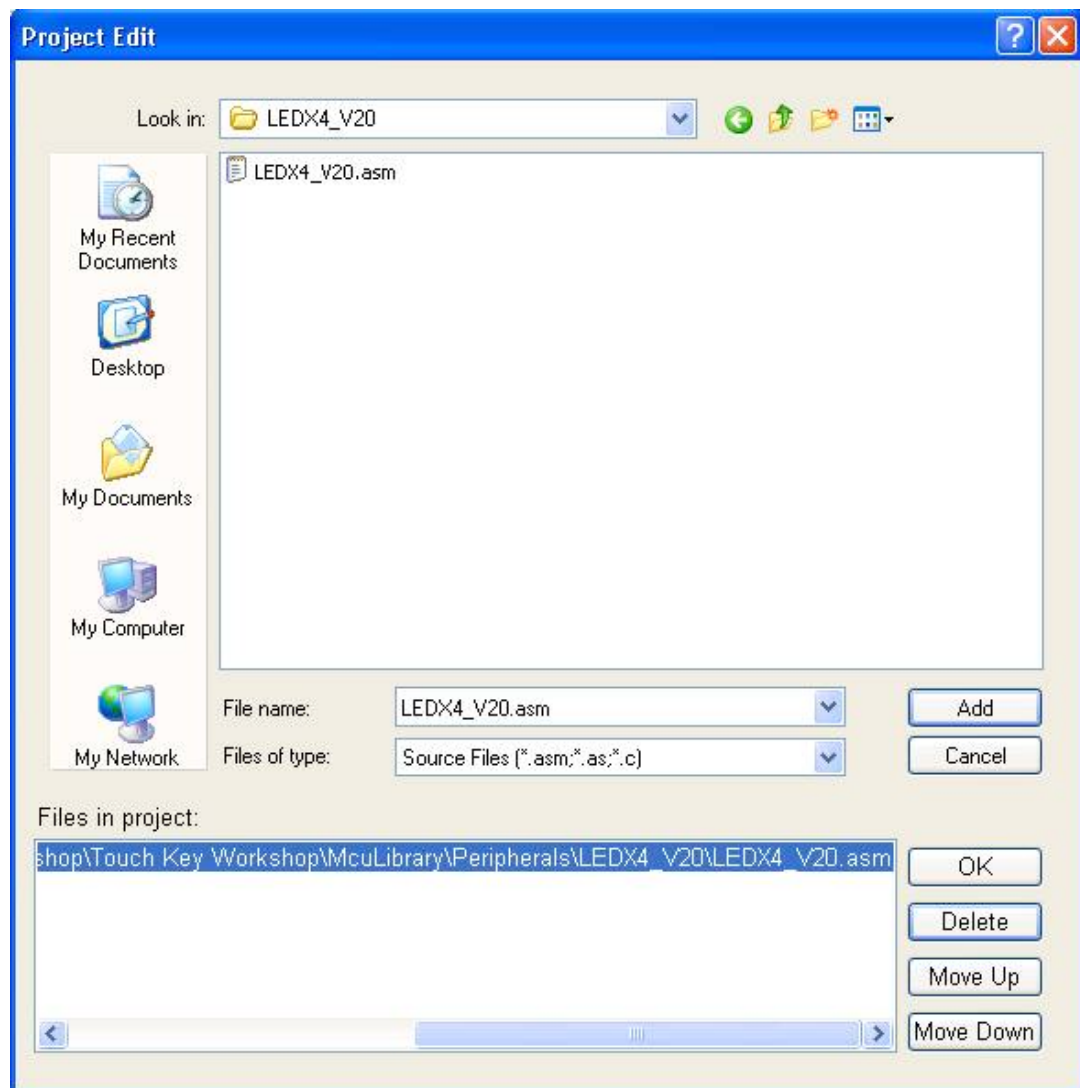 Project Edit
Look in:
LEDX4_V20
LEDX4_V20.asm
My Recent
Documents
Desktop
My Documents
My Computer
My Network
File name:
LEDX4_V20.asm
Add
Files of type:
Source Files (*.asm;*.as;*.c)
Cancel
Files in project:
shop\Touch Key Workshop\McuLibrary\Peripherals\LEDX4_V20\LEDX4_V20.asm
OK
Delete
Move Up
Move Down